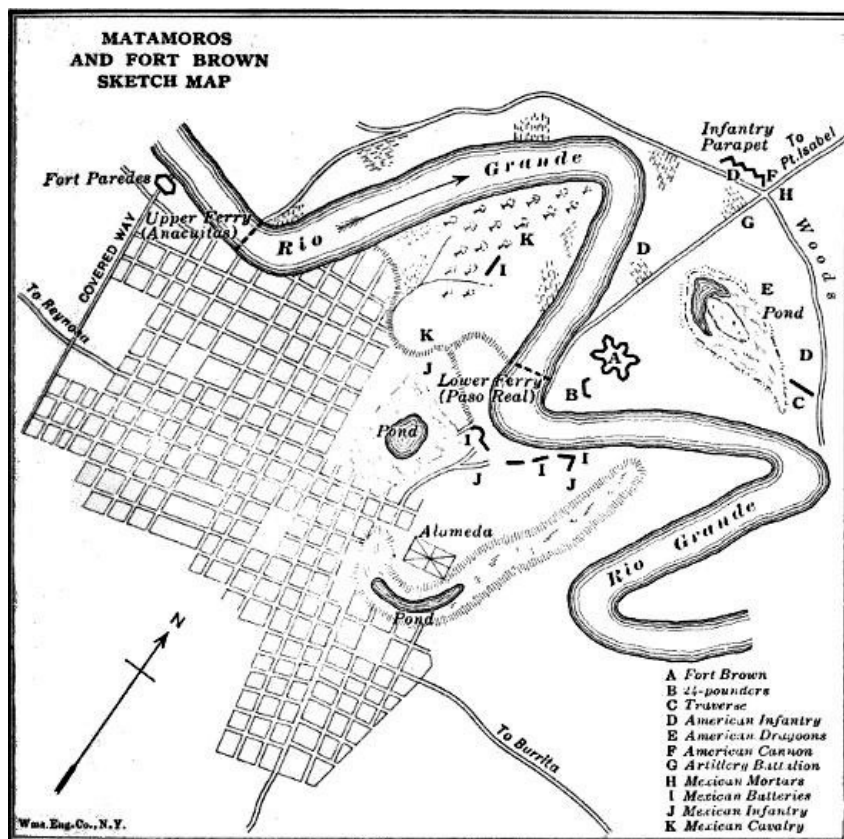 MATAMOROS
AND FORT BROWN
SKETCH MAP
Infantry
Parapet
To
Pt. Isabel
D
F
H
G
Fort Paredes
Upper Ferry
(Anacuitas)
Rio Grande
K
I
D
Woods
COVERED WAY
To Reynosa
E
Pond
K
J
A
Lower Ferry
(Paso Real)
B
D
C
Pond
I
J
I
I
J
Alameda
Rio Grande
Pond
N
To Burrita
A Fort Brown
B 24-pounders
C Traverse
D American Infantry
E American Dragoons
F American Cannon
G Artillery Battalion
H Mexican Mortars
I Mexican Batteries
J Mexican Infantry
K Mexican Cavalry
Wms. Eng. Co., N.Y.